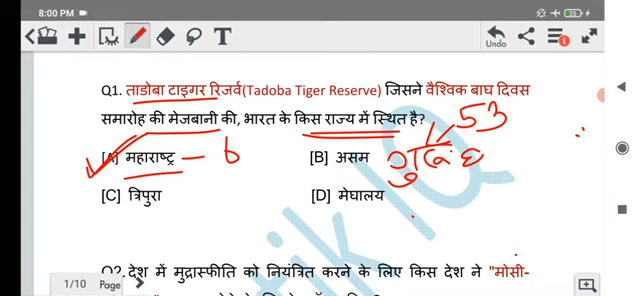 8:00 PM
25
Undo
Q1. ताडोबा टाइगर रिजर्व(Tadoba Tiger Reserve) जिसने वैश्विक बाघ दिवस
समारोह की मेजबानी की, भारत के किस राज्य में स्थित है?
53
[A] महाराष्ट्र – 6 [B] असम
[C] त्रिपुरा [D] मेघालय
1/10
Q2. देश में मुद्रास्फीति को नियंत्रित करने के लिए किस देश ने "मोसी-